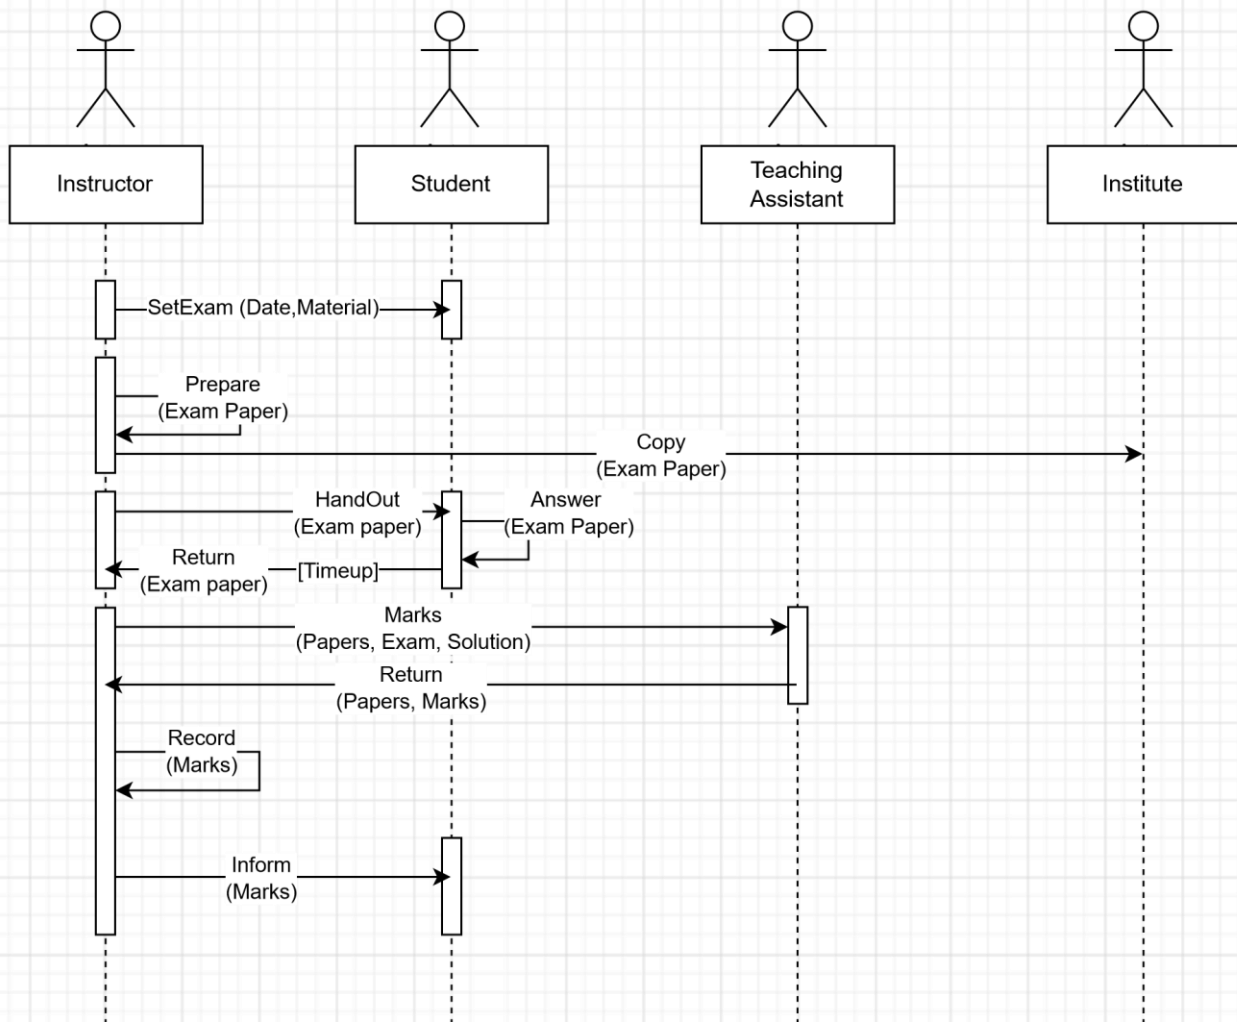 Instructor
Student
Teaching
Assistant
Institute
SetExam (Date,Material)
Prepare
(Exam Paper)
Copy
(Exam Paper)
HandOut
(Exam paper)
Answer
(Exam Paper)
Return
(Exam paper)
[Timeup]
Marks
(Papers, Exam, Solution)
Return
(Papers, Marks)
Record
(Marks)
Inform
(Marks)